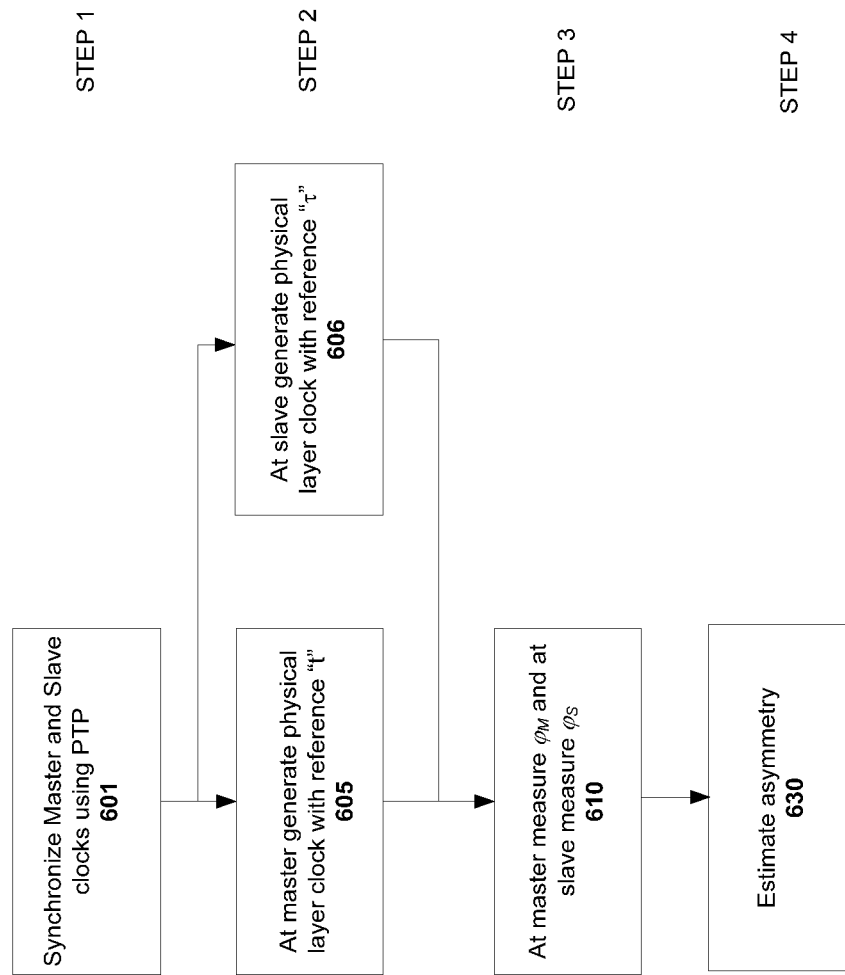 STEP 1
Synchronize Master and Slave
clocks using PTP
601
STEP 2
At master generate physical
layer clock with reference “t”
605
At slave generate physical
layer clock with reference “τ”
606
STEP 3
At master measure φM and at
slave measure φS
610
STEP 4
Estimate asymmetry
630